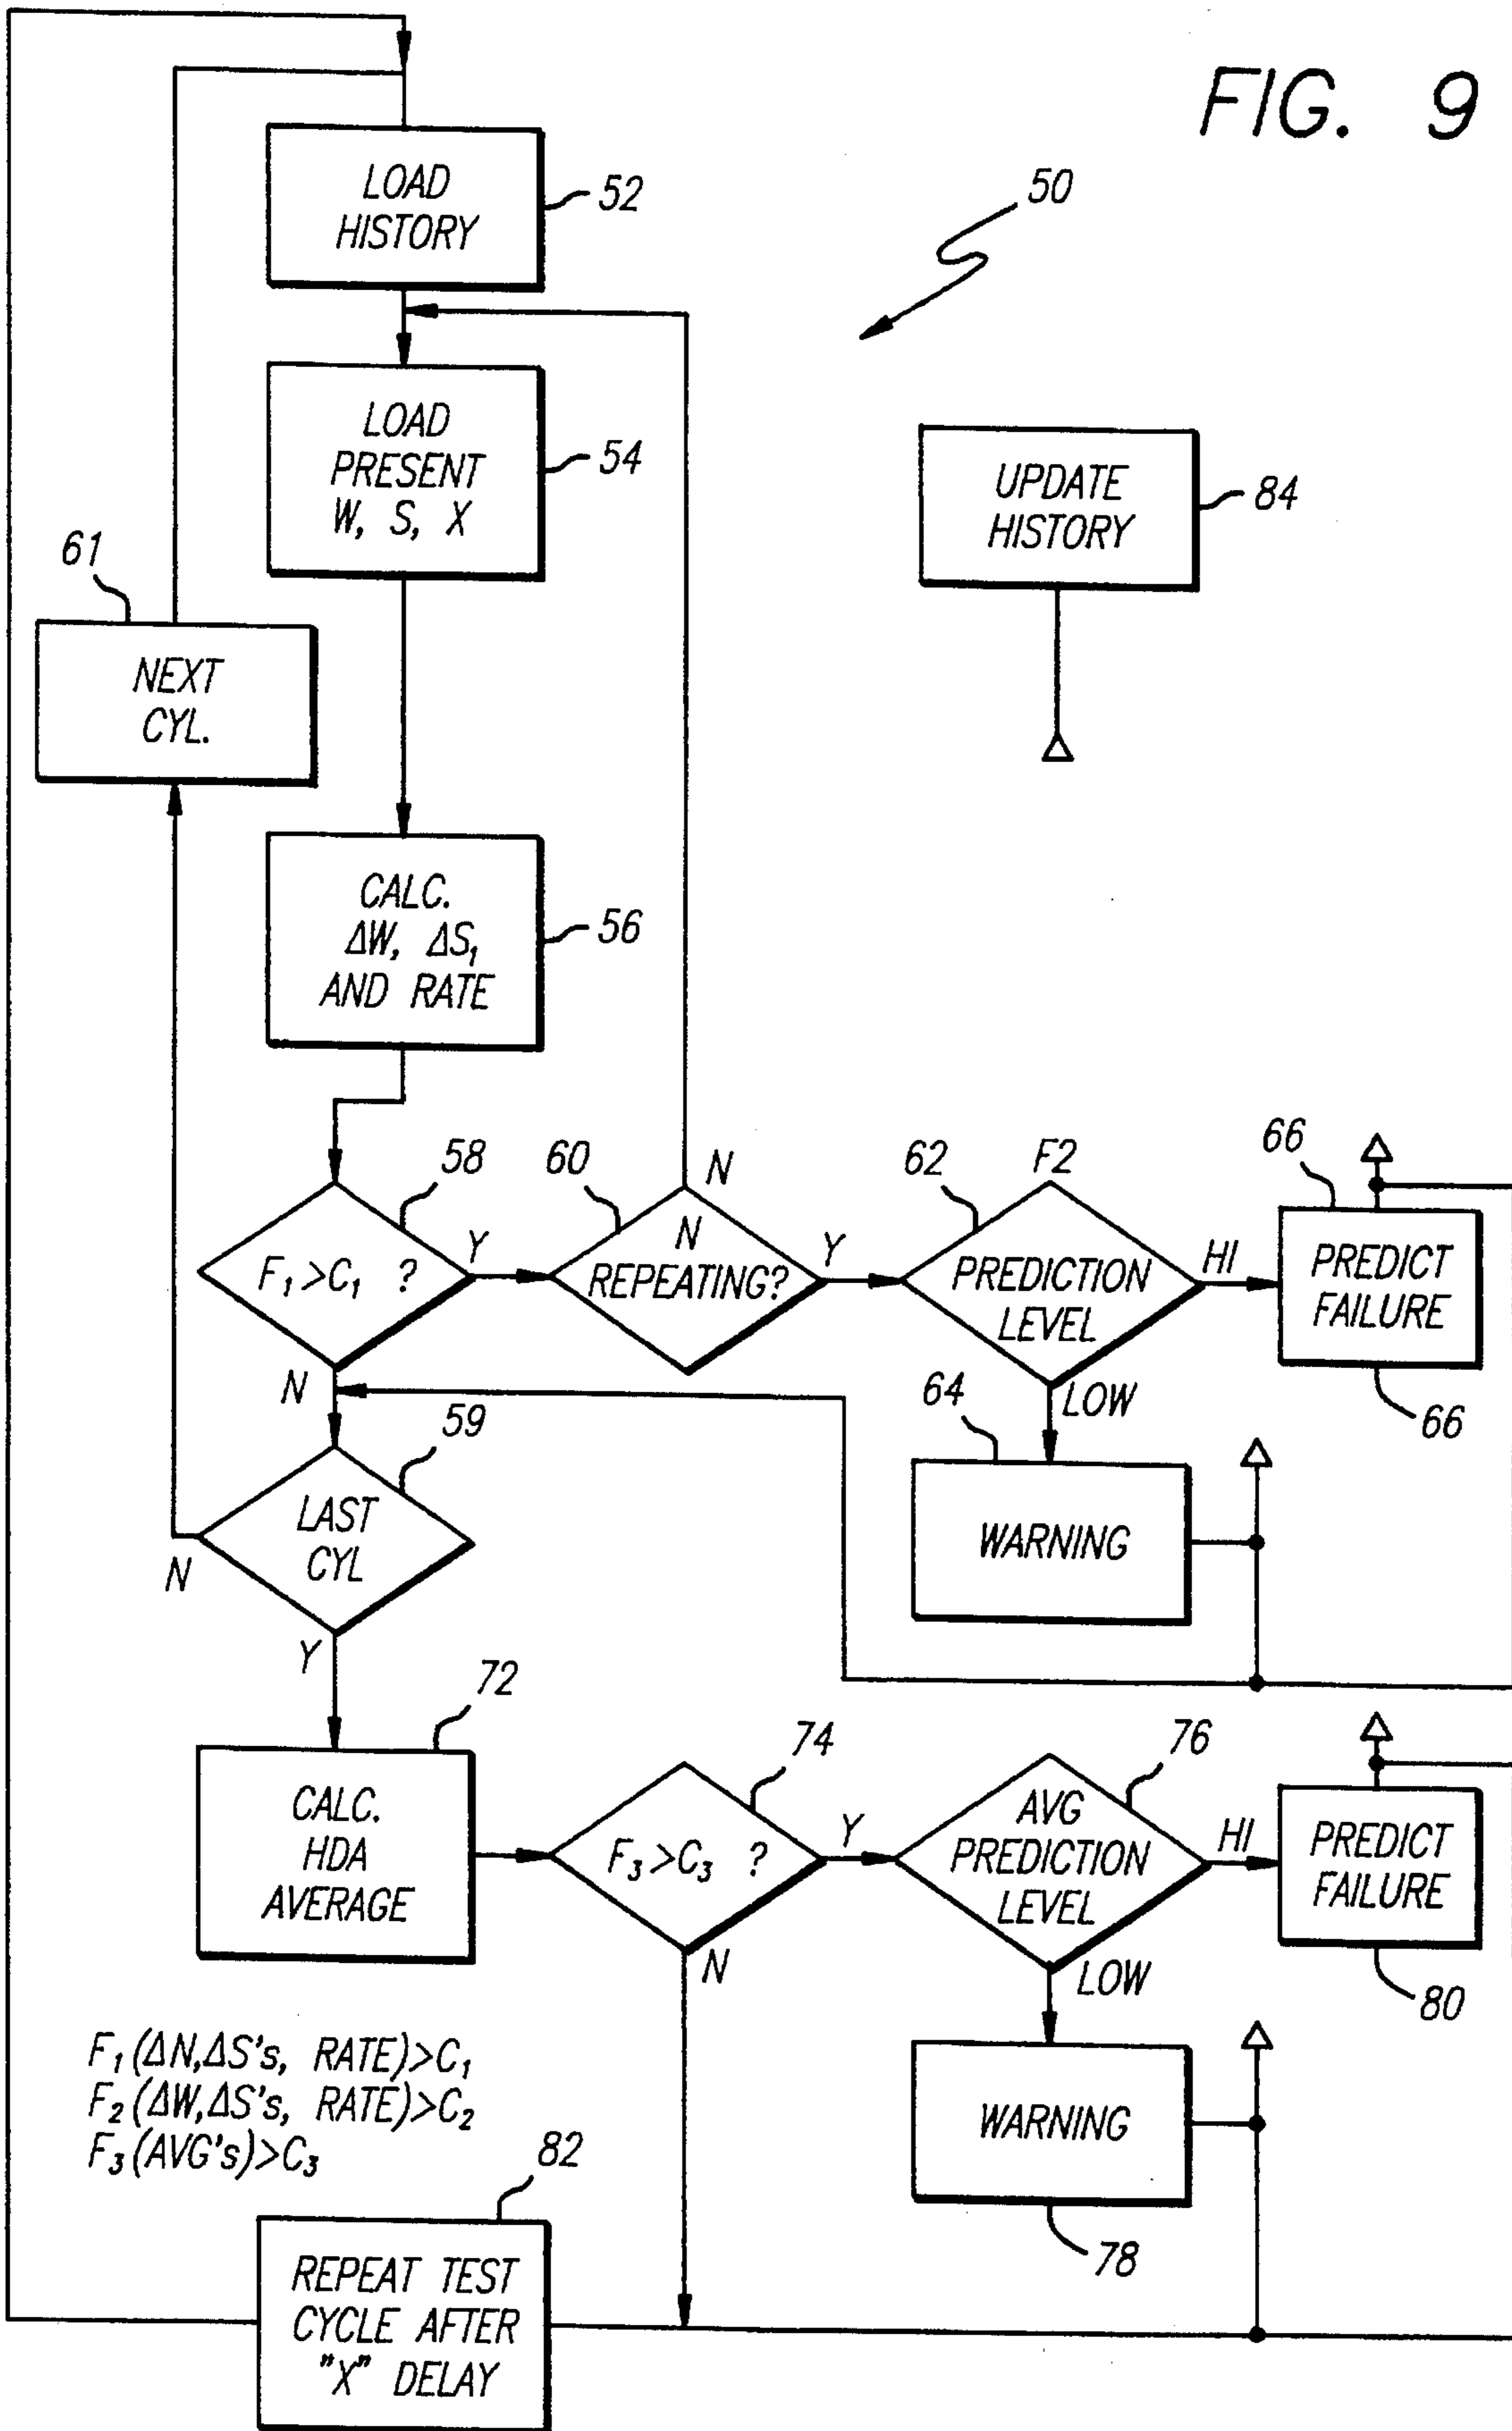 FIG. 9
50
LOAD
HISTORY
52
LOAD
PRESENT
W, S, X
54
UPDATE
HISTORY
84
61
NEXT
CYL.
CALC.
ΔW, ΔS₁
AND RATE
56
58
F₁>C₁ ?
Y
N
60
N
N
REPEATING?
Y
62
F2
PREDICTION
LEVEL
HI
LOW
66
PREDICT
FAILURE
66
64
WARNING
59
LAST
CYL
N
Y
72
CALC.
HDA
AVERAGE
74
F₃>C₃ ?
Y
N
76
AVG
PREDICTION
LEVEL
HI
LOW
PREDICT
FAILURE
80
WARNING
78
F₁(ΔN,ΔS's, RATE)>C₁
F₂(ΔW,ΔS's, RATE)>C₂
F₃(AVG's)>C₃
82
REPEAT TEST
CYCLE AFTER
"X" DELAY